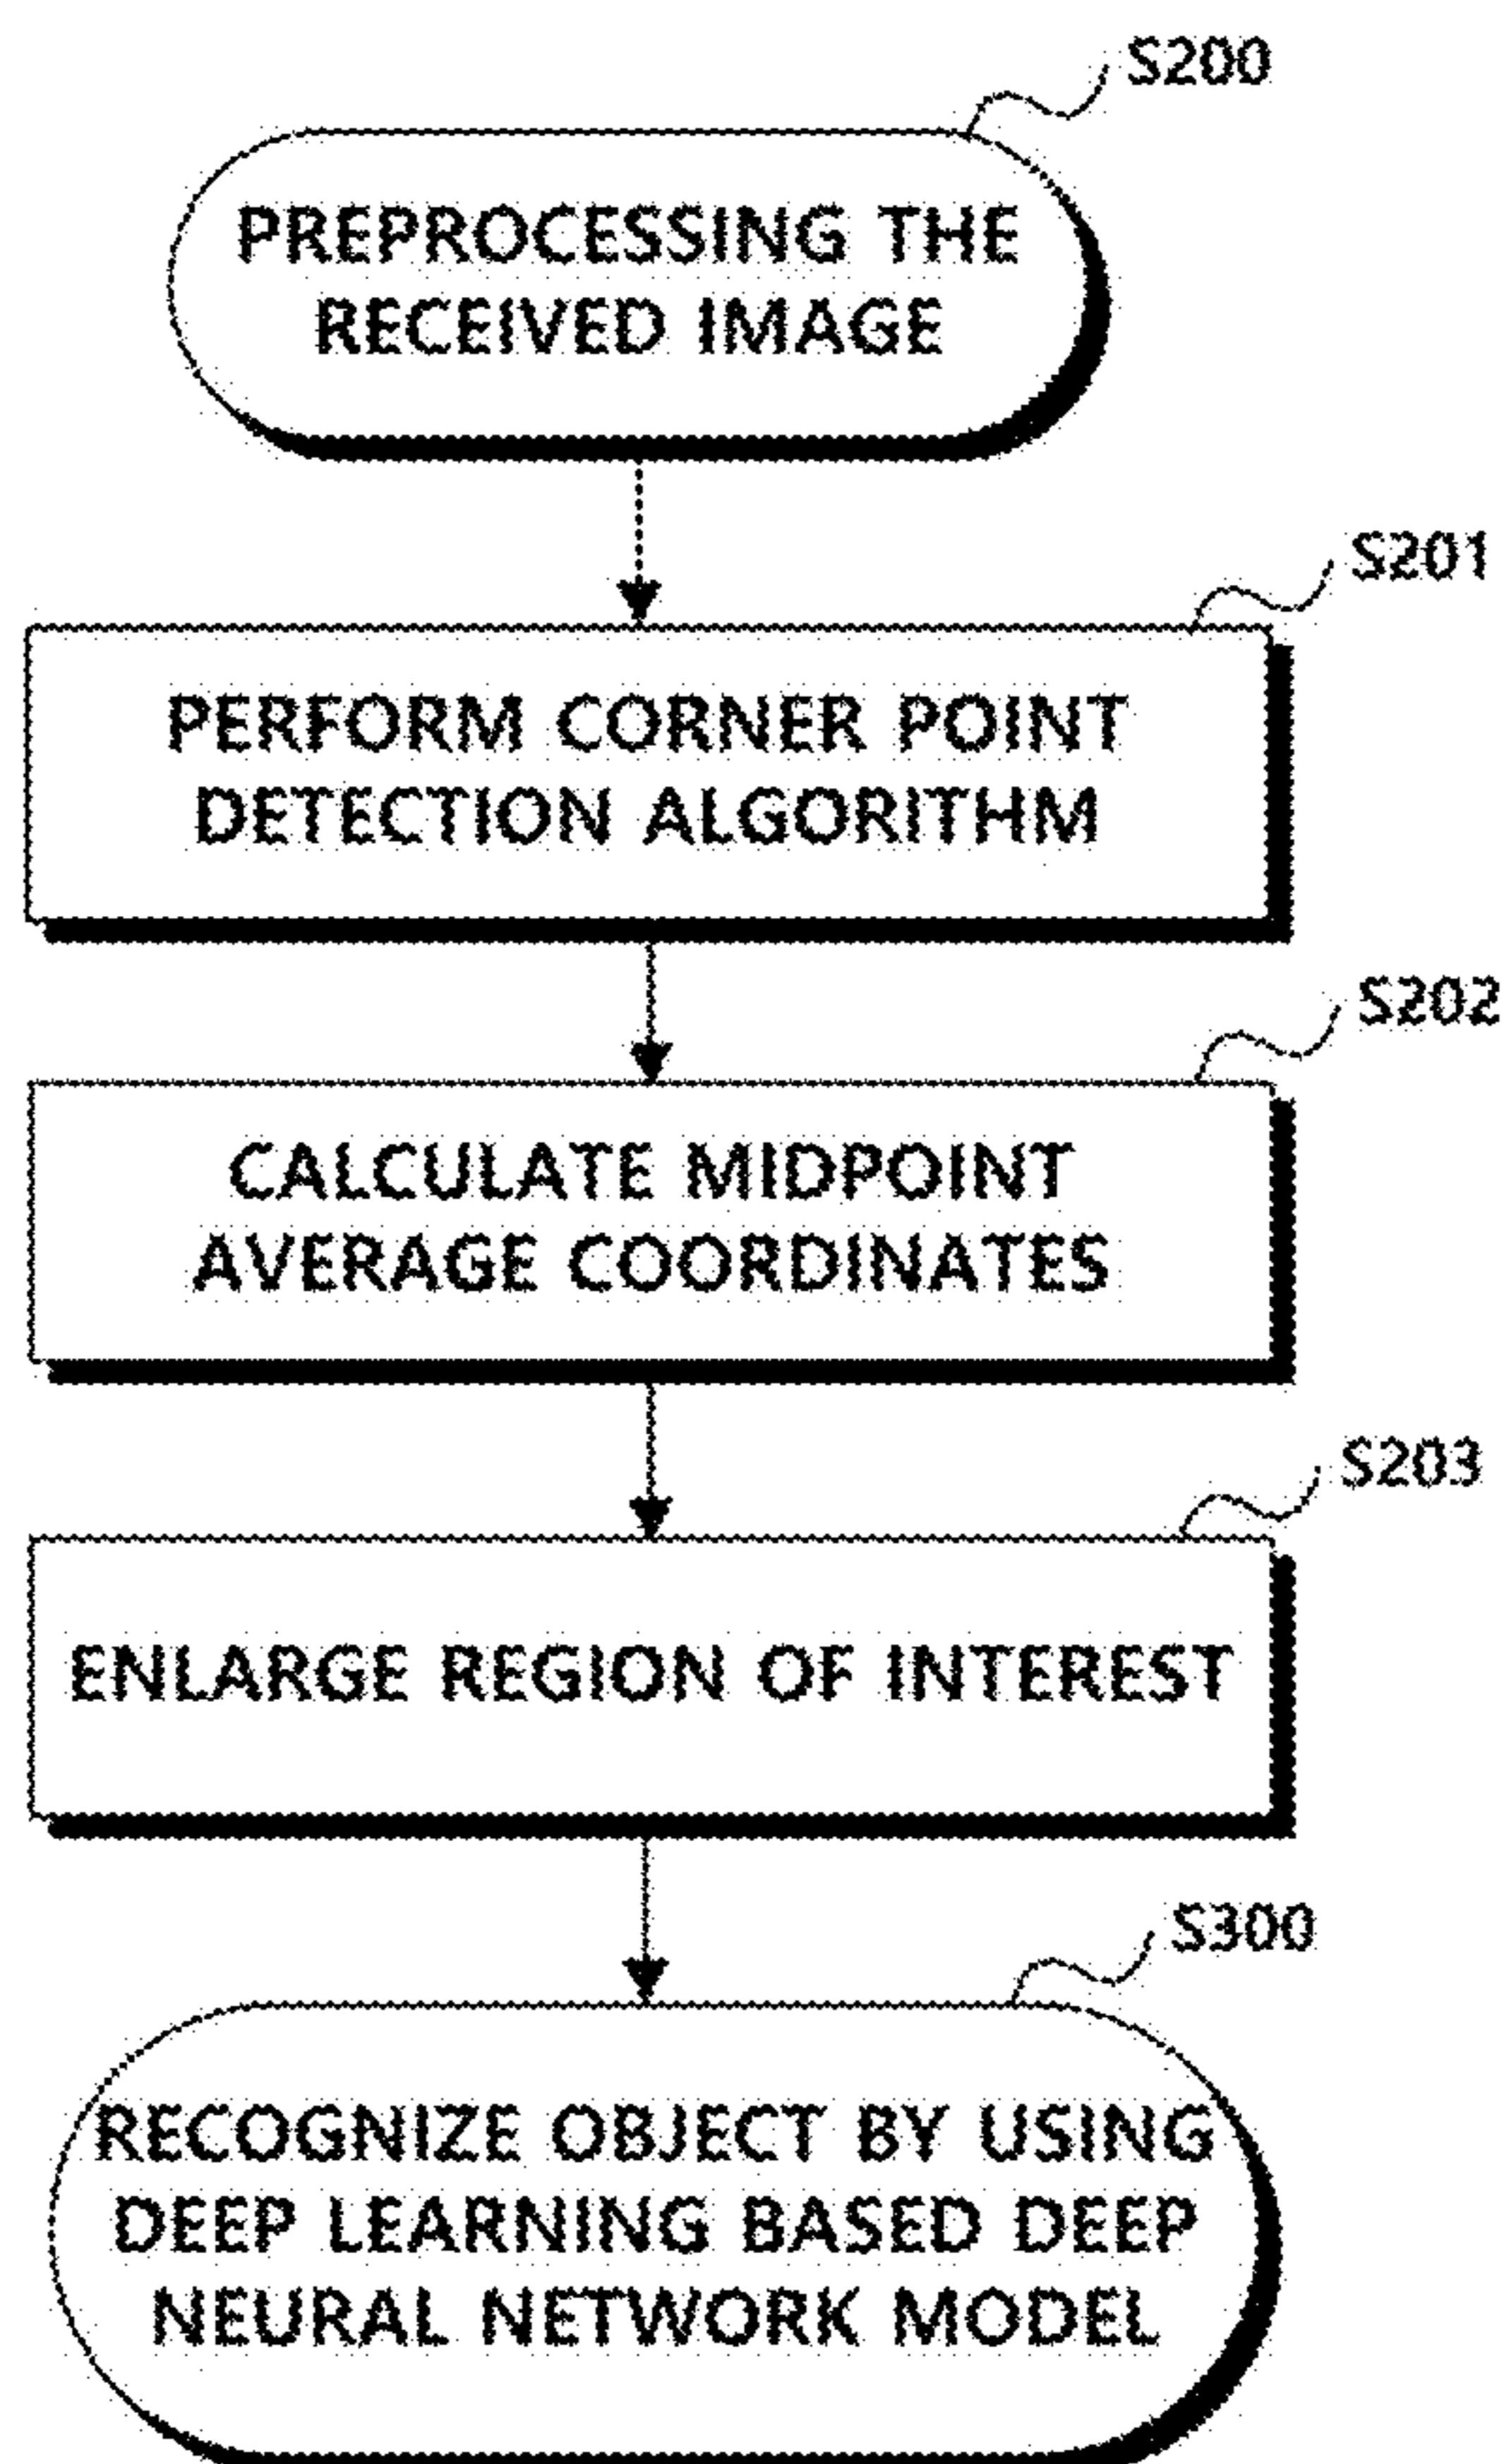 S200
PREPROCESSING THE
RECEIVED IMAGE
S201
PERFORM CORNER POINT
DETECTION ALGORITHM
S202
CALCULATE MIDPOINT
AVERAGE COORDINATES
S203
ENLARGE REGION OF INTEREST
S300
RECOGNIZE OBJECT BY USING
DEEP LEARNING BASED DEEP
NEURAL NETWORK MODEL